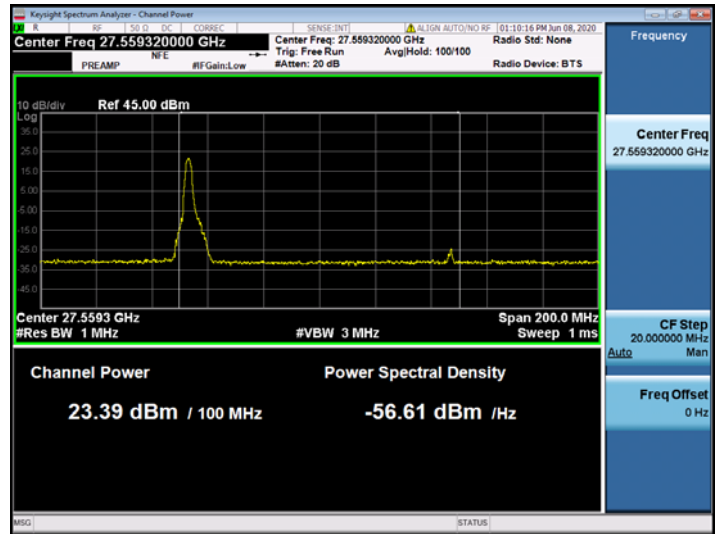 Keysight Spectrum Analyzer - Channel Power
R RF 50 Ω DC CORREC SENSE:INT ALIGN AUTO/NO RF 01:10:16 PM Jun 08, 2020
Center Freq 27.559320000 GHz
NFE
PREAMP #IFGain:Low
Center Freq: 27.559320000 GHz
Trig: Free Run Avg|Hold: 100/100
#Atten: 20 dB
Radio Std: None
Radio Device: BTS
Frequency
10 dB/div Ref 45.00 dBm
Log
35.0
25.0
15.0
5.00
-5.00
-15.0
-25.0
-35.0
-45.0
Center 27.5593 GHz Span 200.0 MHz
#Res BW 1 MHz #VBW 3 MHz Sweep 1 ms
Channel Power Power Spectral Density
23.39 dBm / 100 MHz -56.61 dBm /Hz
Center Freq
27.559320000 GHz
CF Step
20.000000 MHz
Auto Man
Freq Offset
0 Hz
MSG STATUS